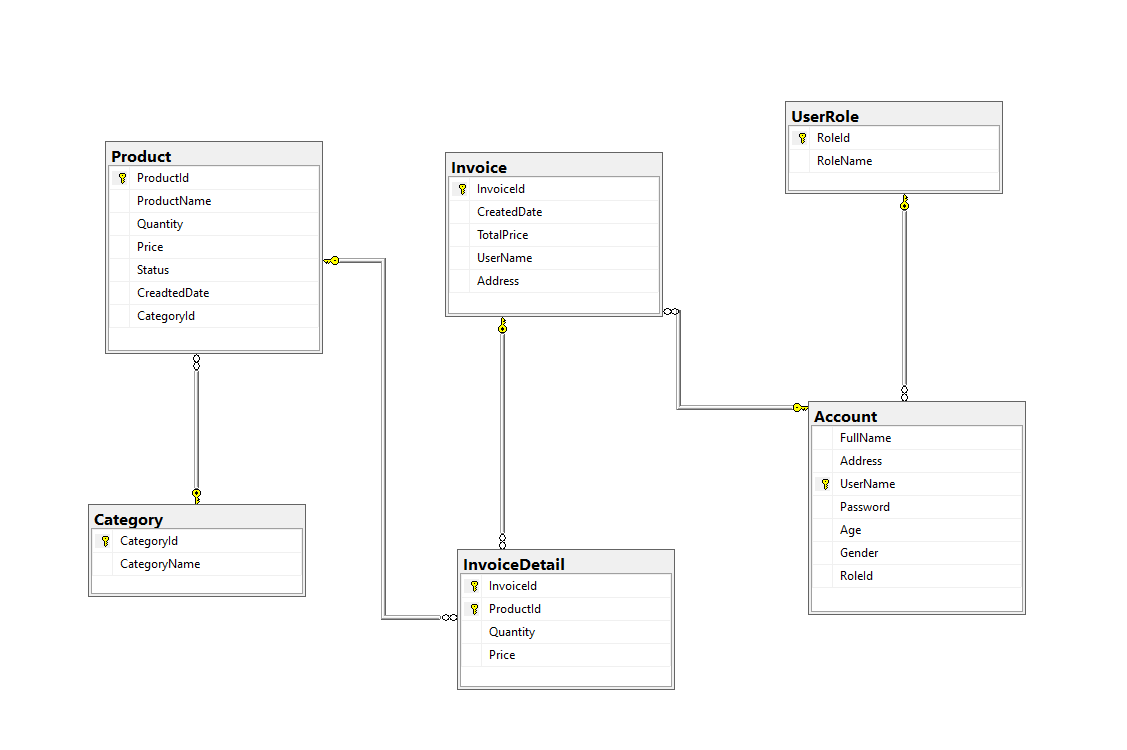 UserRole
RoleId
RoleName
Product
ProductId
ProductName
Quantity
Price
Status
CreadtedDate
CategoryId
Invoice
InvoiceId
CreatedDate
TotalPrice
UserName
Address
Account
FullName
Address
UserName
Password
Age
Gender
RoleId
Category
CategoryId
CategoryName
InvoiceDetail
InvoiceId
ProductId
Quantity
Price